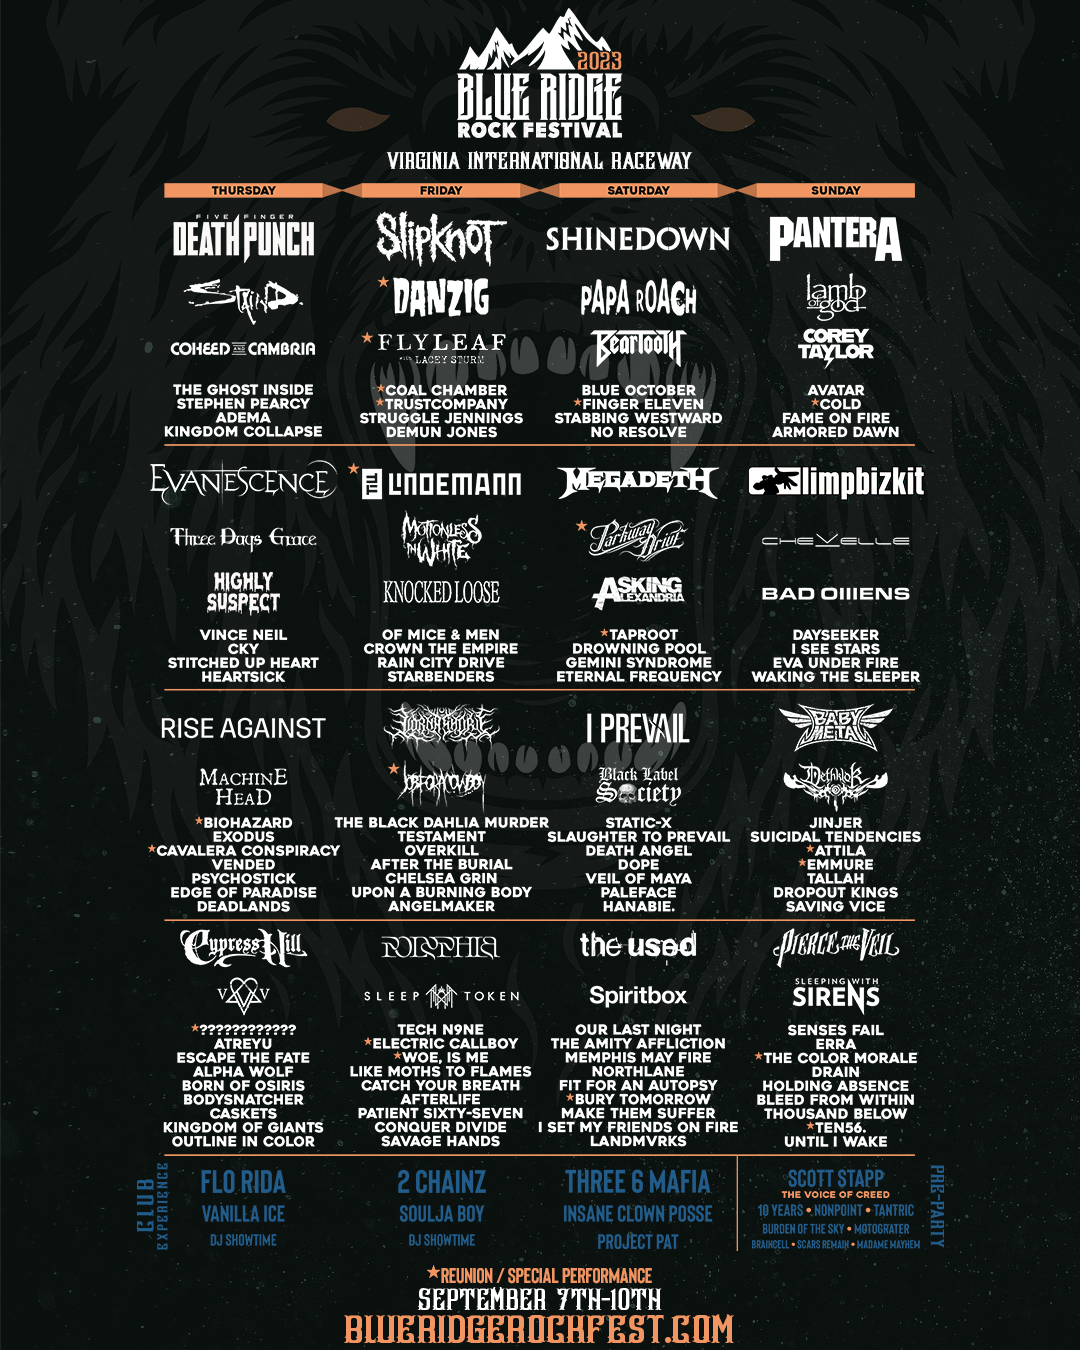 2023
BLUE RIDGE
ROCK FESTIVAL
VIRGINIA INTERNATIONAL RACEWAY
THURSDAY
FIVE FINGER
DEATH PUNCH
STAIND
COHEED AND CAMBRIA
THE GHOST INSIDE
STEPHEN PEARCY
ADEMA
KINGDOM COLLAPSE
FRIDAY
SLIPKNOT
★DANZIG
★FLYLEAF
WITH LACEY STURM
★COAL CHAMBER
★TRUSTCOMPANY
STRUGGLE JENNINGS
DEMUN JONES
SATURDAY
SHINEDOWN
PAPA ROACH
BEARTOOTH
BLUE OCTOBER
★FINGER ELEVEN
STABBING WESTWARD
NO RESOLVE
SUNDAY
PANTERA
lamb
of god
COREY
TAYLOR
AVATAR
★COLD
FAME ON FIRE
ARMORED DAWN
EVANESCENCE
Three Days Grace
HIGHLY
SUSPECT
VINCE NEIL
CKY
STITCHED UP HEART
HEARTSICK
★TILL LINDEMANN
MOTIONLESS
IN WHITE
KNOCKED LOOSE
OF MICE & MEN
CROWN THE EMPIRE
RAIN CITY DRIVE
STARBENDERS
MEGADETH
★Parkway Drive
ASKING
ALEXANDRIA
★TAPROOT
DROWNING POOL
GEMINI SYNDROME
ETERNAL FREQUENCY
limpbizkit
CHEVELLE
BAD OMENS
DAYSEEKER
I SEE STARS
EVA UNDER FIRE
WAKING THE SLEEPER
RISE AGAINST
MACHINE
HEAD
★BIOHAZARD
EXODUS
★CAVALERA CONSPIRACY
VENDED
PSYCHOSTICK
EDGE OF PARADISE
DEADLANDS
LORNA SHORE
★JOB FOR A COWBOY
THE BLACK DAHLIA MURDER
TESTAMENT
OVERKILL
AFTER THE BURIAL
CHELSEA GRIN
UPON A BURNING BODY
ANGELMAKER
I PREVAIL
Black Label
Society
STATIC-X
SLAUGHTER TO PREVAIL
DEATH ANGEL
DOPE
VEIL OF MAYA
PALEFACE
HANABIE.
BABY
METAL
Dethklok
JINJER
SUICIDAL TENDENCIES
★ATTILA
★EMMURE
TALLAH
DROPOUT KINGS
SAVING VICE
Cypress Hill
V V
★????????????
ATREYU
ESCAPE THE FATE
ALPHA WOLF
BORN OF OSIRIS
BODYSNATCHER
CASKETS
KINGDOM OF GIANTS
OUTLINE IN COLOR
POLYPHIA
SLEEP TOKEN
TECH N9NE
★ELECTRIC CALLBOY
★WOE, IS ME
LIKE MOTHS TO FLAMES
CATCH YOUR BREATH
AFTERLIFE
PATIENT SIXTY-SEVEN
CONQUER DIVIDE
SAVAGE HANDS
the used
Spiritbox
OUR LAST NIGHT
THE AMITY AFFLICTION
MEMPHIS MAY FIRE
NORTHLANE
FIT FOR AN AUTOPSY
★BURY TOMORROW
MAKE THEM SUFFER
I SET MY FRIENDS ON FIRE
LANDMVRKS
PIERCE THE VEIL
SLEEPING WITH
SIRENS
SENSES FAIL
ERRA
★THE COLOR MORALE
DRAIN
HOLDING ABSENCE
BLEED FROM WITHIN
THOUSAND BELOW
★TEN56.
UNTIL I WAKE
CLUB
EXPERIENCE
FLO RIDA
VANILLA ICE
DJ SHOWTIME
2 CHAINZ
SOULJA BOY
DJ SHOWTIME
THREE 6 MAFIA
INSANE CLOWN POSSE
PROJECT PAT
SCOTT STAPP
THE VOICE OF CREED
10 YEARS • NONPOINT • TANTRIC
BURDEN OF THE SKY • MOTOGRATER
BRAINCELL • SCARS REMAIN • MADAME MAYHEM
PRE-PARTY
★REUNION / SPECIAL PERFORMANCE
SEPTEMBER 7TH-10TH
BLUERIDGEROCKFEST.COM